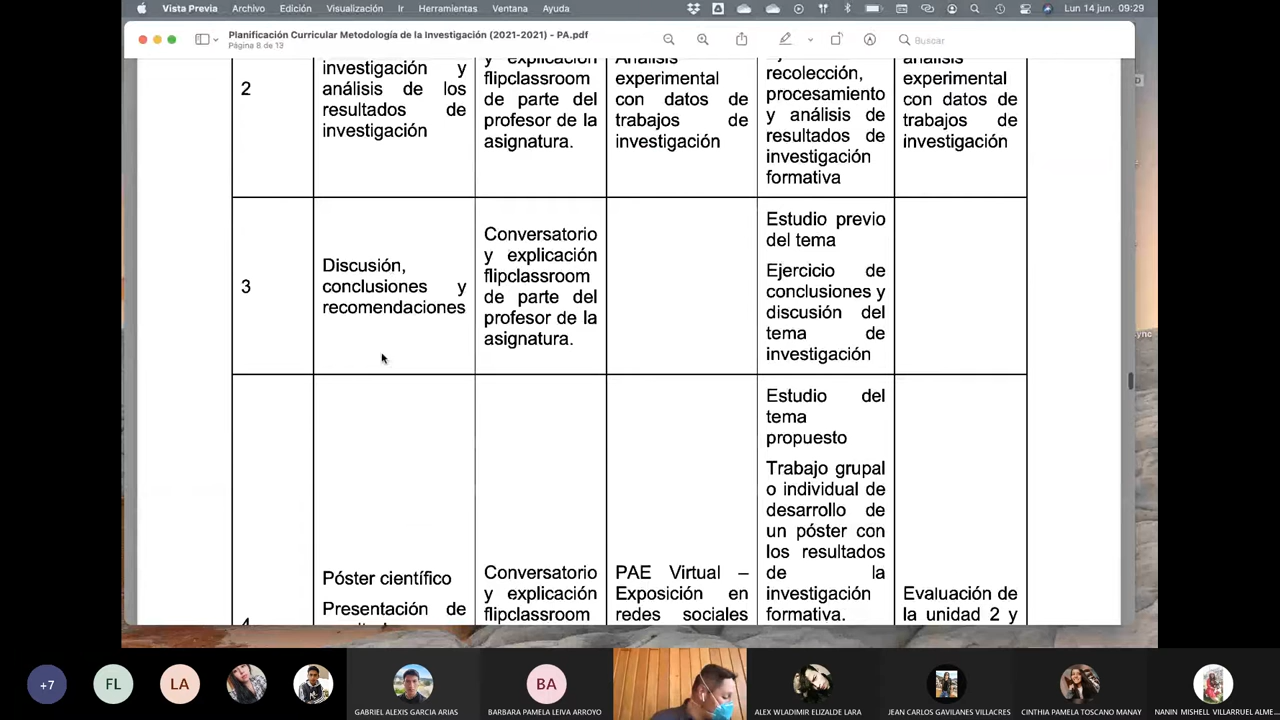 Vista Previa Archivo Edición Visualización Ir Herramientas Ventana Ayuda
Lun 14 jun. 09:29
Planificación Curricular Metodología de la Investigación (2021-2021) - PA.pdf
Página 8 de 13
Buscar
2
investigación y
análisis de los
resultados de
investigación
y explicación
flipclassroom
de parte del
profesor de la
asignatura.
Análisis
experimental
con datos de
trabajos de
investigación
recolección,
procesamiento
y análisis de
resultados de
investigación
formativa
análisis
experimental
con datos de
trabajos de
investigación
3
Discusión,
conclusiones y
recomendaciones
Conversatorio
y explicación
flipclassroom
de parte del
profesor de la
asignatura.
Estudio previo
del tema
Ejercicio de
conclusiones y
discusión del
tema de
investigación
4
Póster científico
Presentación de
Conversatorio
y explicación
flipclassroom
PAE Virtual –
Exposición en
redes sociales
Estudio del
tema
propuesto
Trabajo grupal
o individual de
desarrollo de
un póster con
los resultados
de la
investigación
formativa.
Evaluación de
la unidad 2 y
+7
FL
LA
GABRIEL ALEXIS GARCIA ARIAS
BA
BARBARA PAMELA LEIVA ARROYO
ALEX WLADIMIR ELIZALDE LARA
JEAN CARLOS GAVILANES VILLACRES
CINTHIA PAMELA TOSCANO MANAY
NANIN MISHELL VILLARRUEL ALME